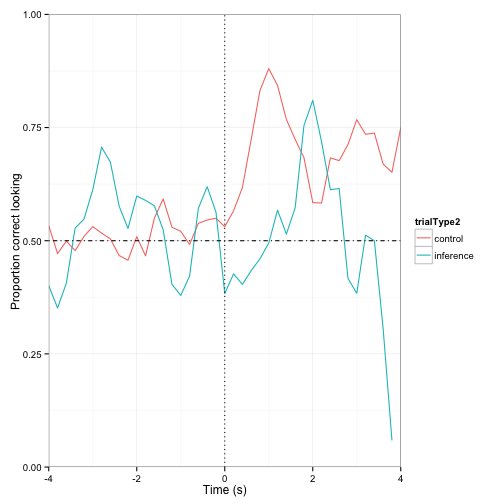 1.00
0.75
0.50
0.25
0.00
Proportion correct looking
-4
-2
0
2
4
Time (s)
trialType2
control
inference